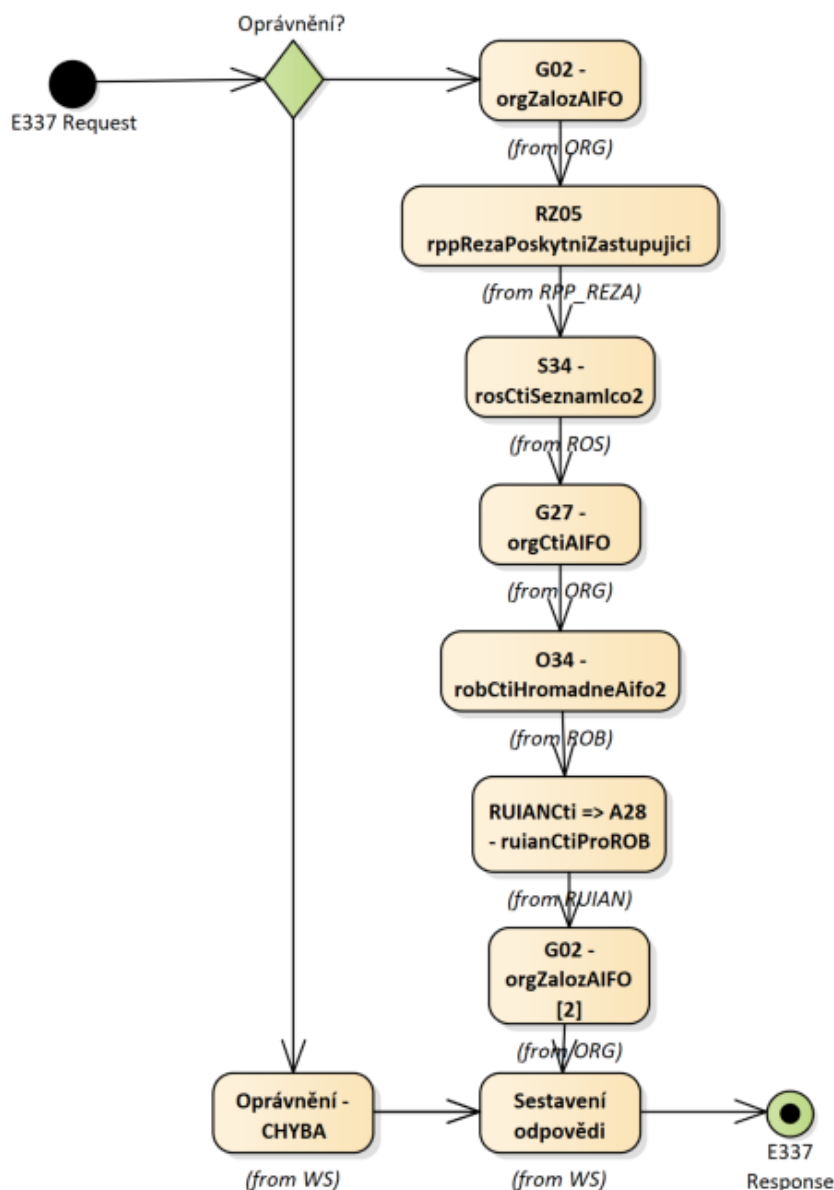 Oprávnění?
E337 Request
G02 -
orgZalozAIFO
(from ORG)
RZ05
rppRezaPoskytniZastupujici
(from RPP_REZA)
S34 -
rosCtiSeznamIco2
(from ROS)
G27 -
orgCtiAIFO
(from ORG)
O34 -
robCtiHromadneAifo2
(from ROB)
RUIANCti => A28
- ruianCtiProROB
(from RUIAN)
G02 -
orgZalozAIFO
[2]
(from ORG)
Oprávnění -
CHYBA
(from WS)
Sestavení
odpovědi
(from WS)
E337
Response